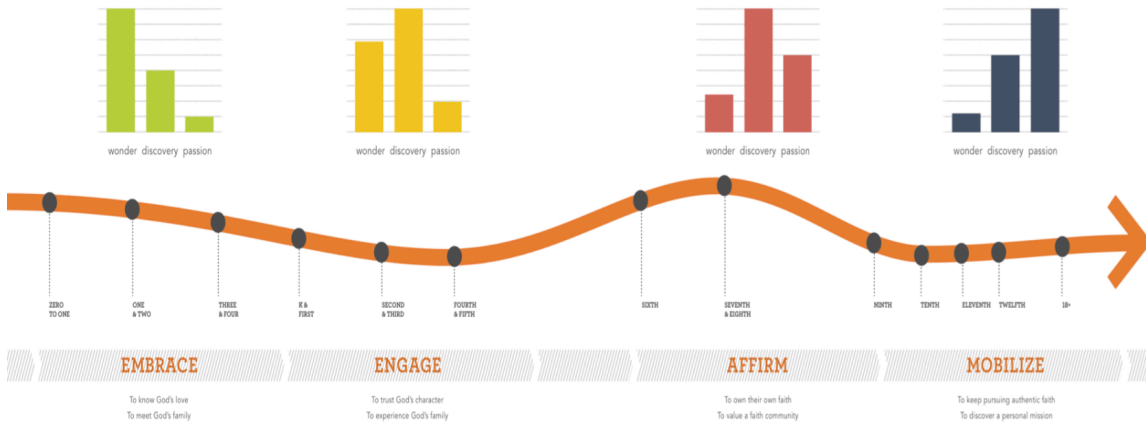 wonder discovery passion
wonder discovery passion
wonder discovery passion
wonder discovery passion
ZERO
TO ONE
ONE
& TWO
THREE
& FOUR
K &
FIRST
SECOND
& THIRD
FOURTH
& FIFTH
SIXTH
SEVENTH
& EIGHTH
NINTH
TENTH
ELEVENTH
TWELFTH
18+
EMBRACE
To know God's love
To meet God's family
ENGAGE
To trust God's character
To experience God's family
AFFIRM
To own their own faith
To value a faith community
MOBILIZE
To keep pursuing authentic faith
To discover a personal mission